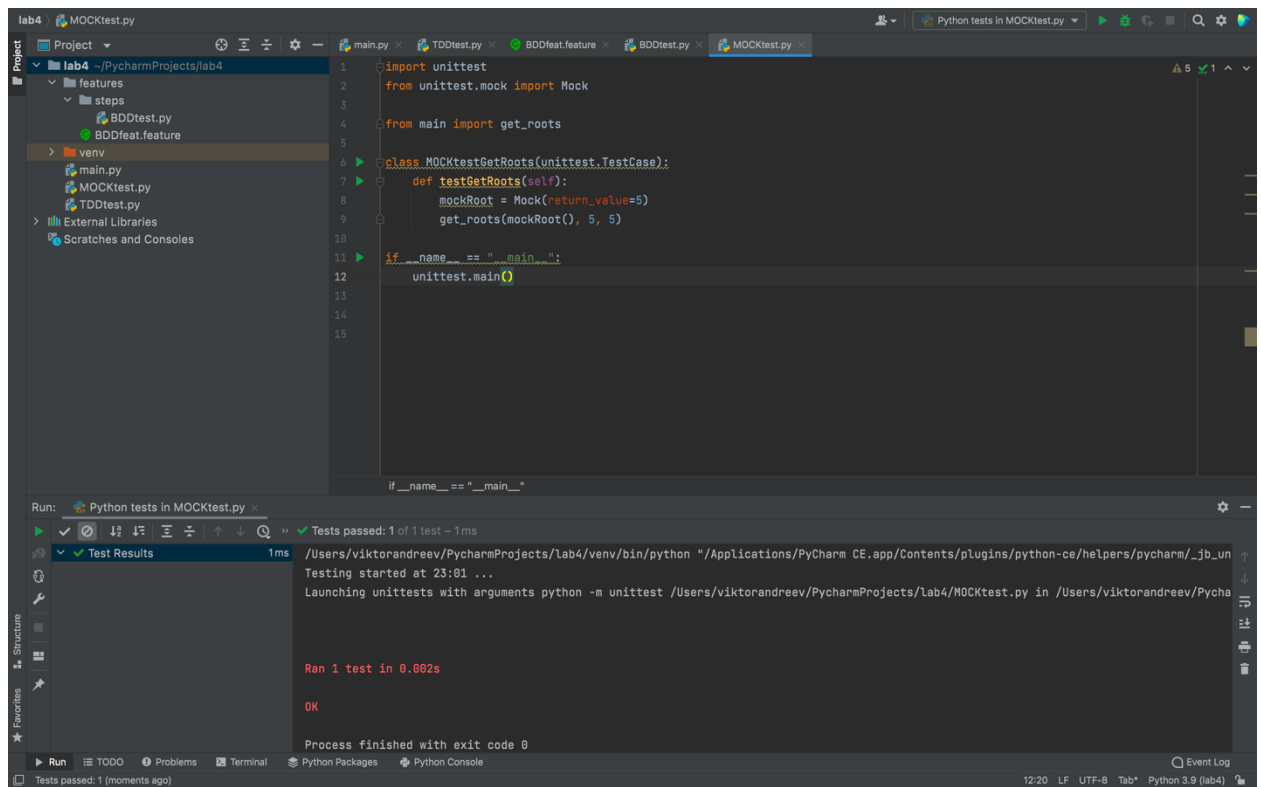 lab4 MOCKtest.py Python tests in MOCKtest.py
Project
Project main.py TDDtest.py BDDfeat.feature BDDtest.py MOCKtest.py
lab4 ~/PycharmProjects/lab4
features
steps
BDDtest.py
BDDfeat.feature
venv
main.py
MOCKtest.py
TDDtest.py
External Libraries
Scratches and Consoles
5 1
1 import unittest
2 from unittest.mock import Mock
3
4 from main import get_roots
5
6 class MOCKtestGetRoots(unittest.TestCase):
7 def testGetRoots(self):
8 mockRoot = Mock(return_value=5)
9 get_roots(mockRoot(), 5, 5)
10
11 if __name__ == "__main__":
12 unittest.main()
13
14
15
if __name__ == "__main__"
Run: Python tests in MOCKtest.py
Tests passed: 1 of 1 test – 1 ms
Test Results 1 ms
/Users/viktorandreev/PycharmProjects/lab4/venv/bin/python "/Applications/PyCharm CE.app/Contents/plugins/python-ce/helpers/pycharm/_jb_un
Testing started at 23:01 ...
Launching unittests with arguments python -m unittest /Users/viktorandreev/PycharmProjects/lab4/MOCKtest.py in /Users/viktorandreev/Pycha
Ran 1 test in 0.002s
OK
Process finished with exit code 0
Structure
Favorites
Run TODO Problems Terminal Python Packages Python Console Event Log
Tests passed: 1 (moments ago) 12:20 LF UTF-8 Tab* Python 3.9 (lab4)